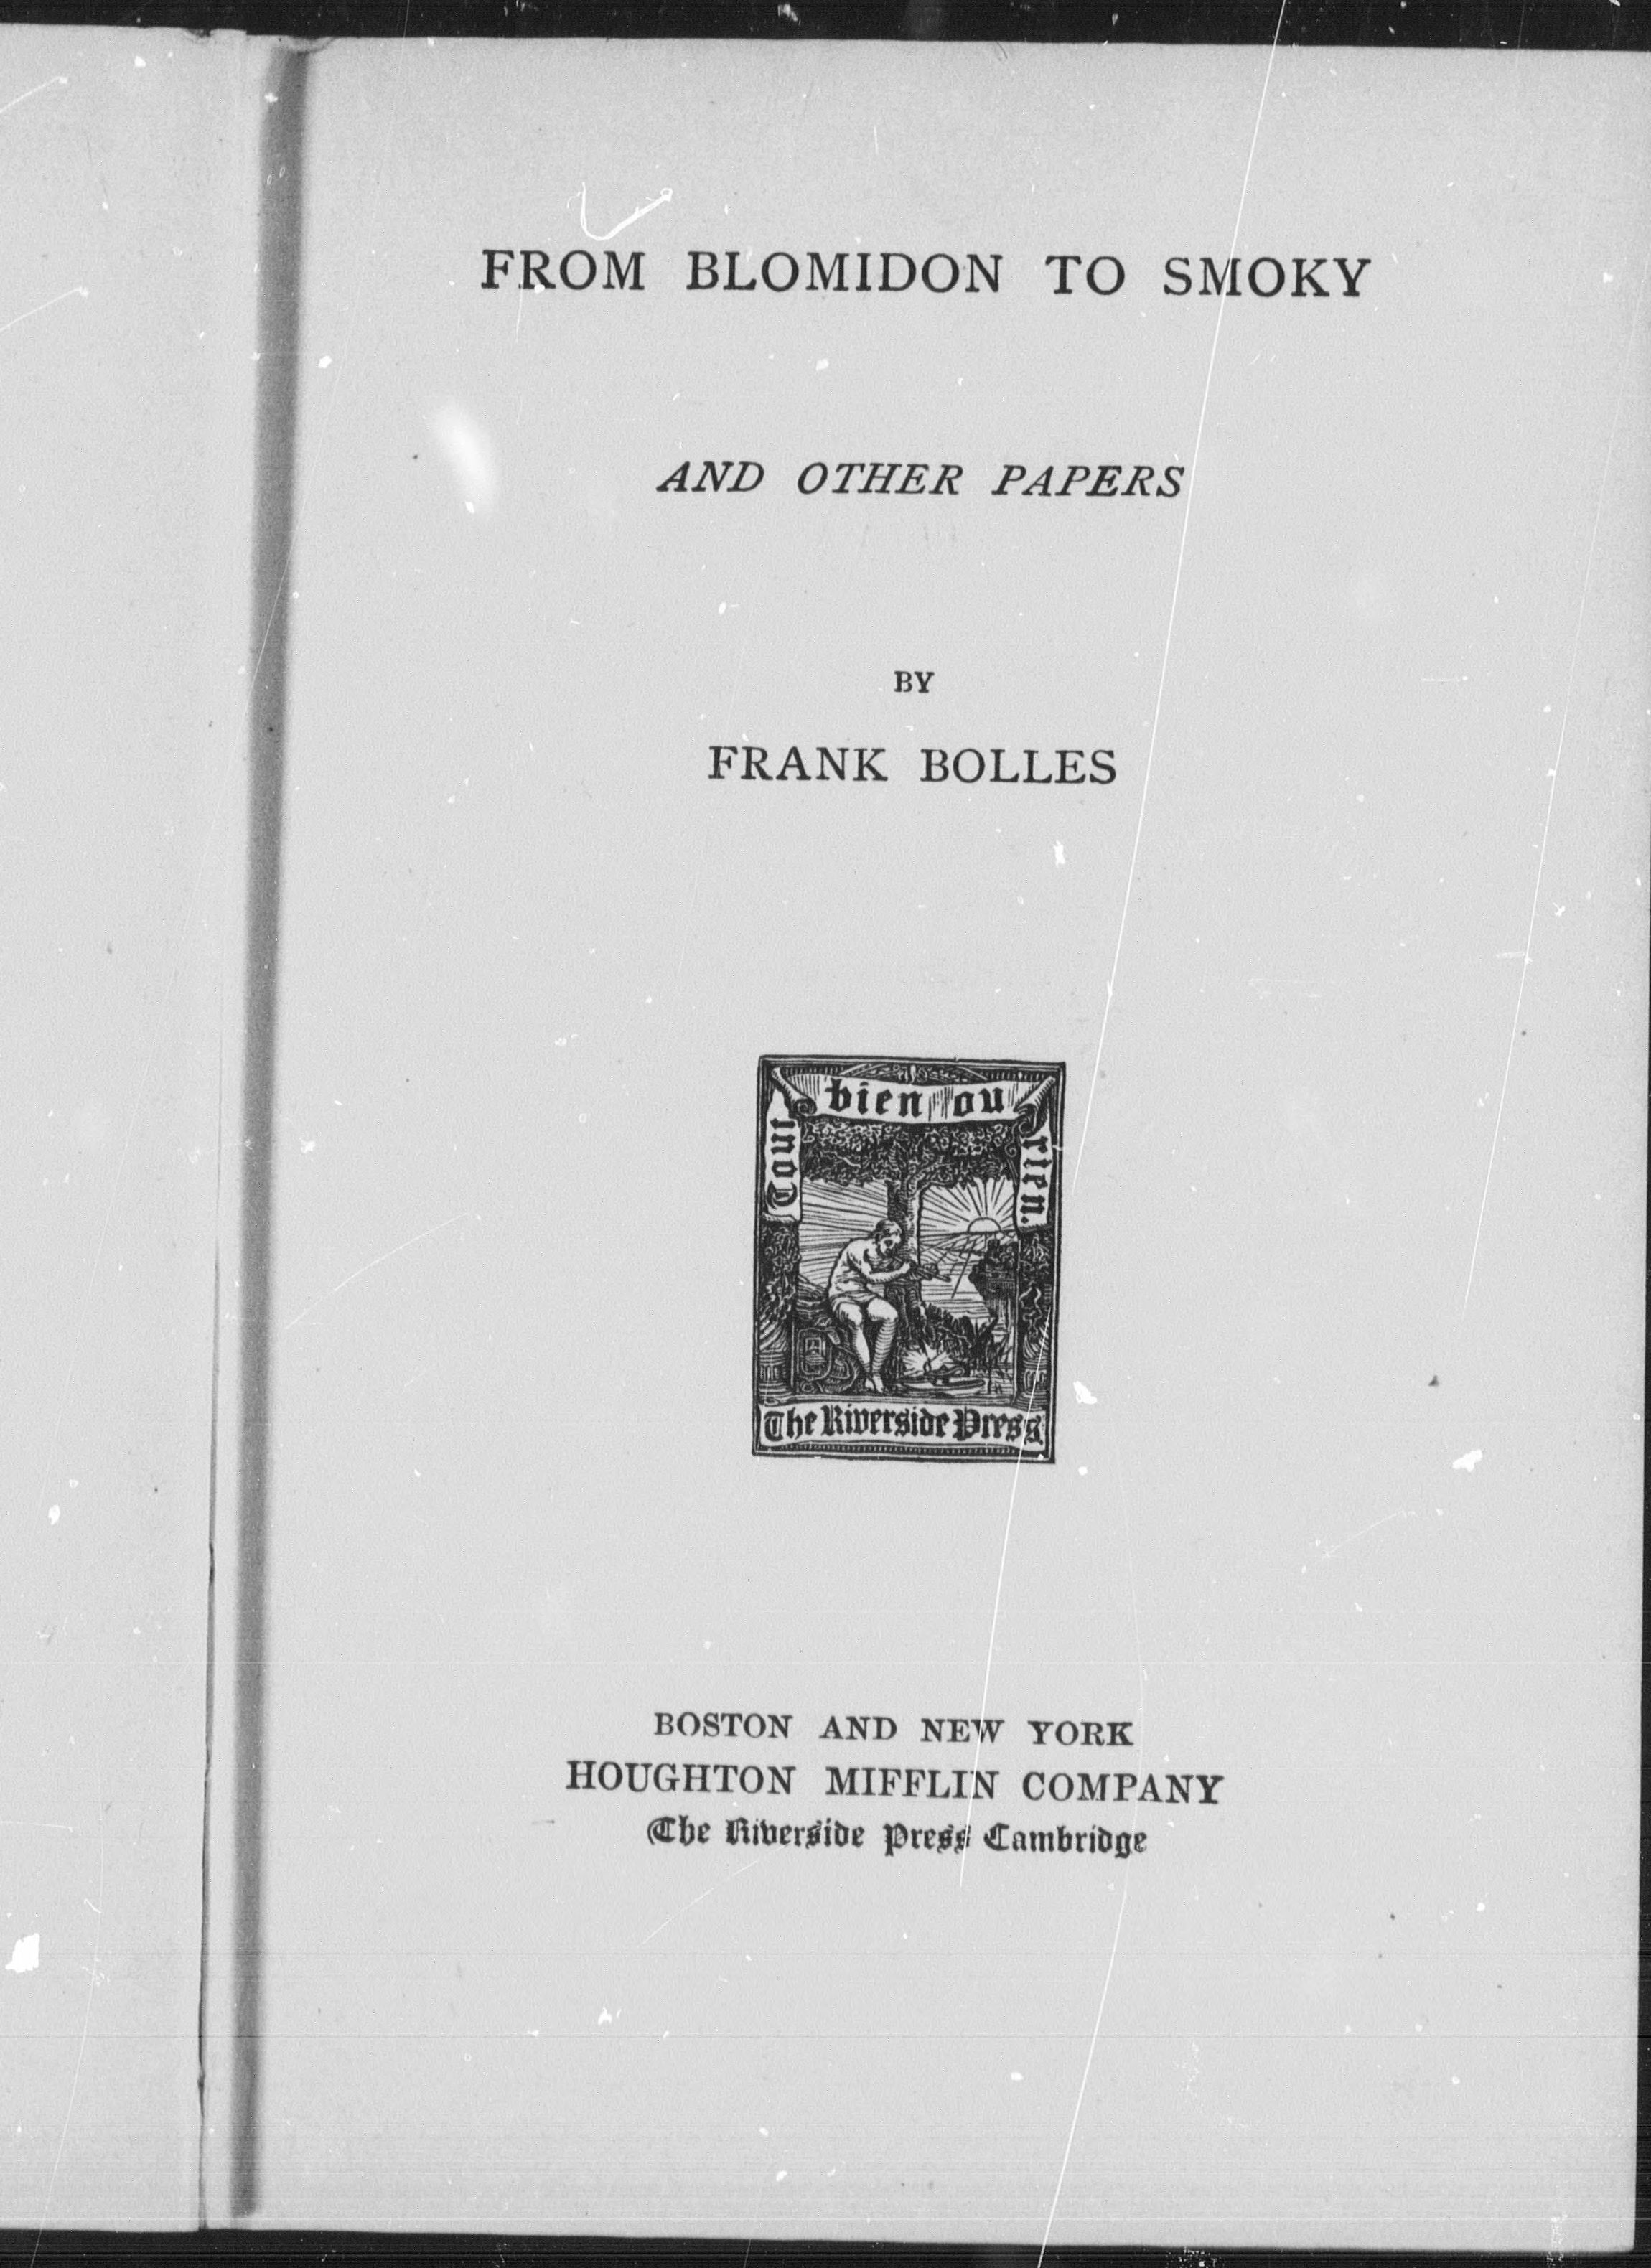 FROM BLOMIDON TO SMOKY
AND OTHER PAPERS
BY
FRANK BOLLES
Tout
bien ou
rien.
The Riverside Press
BOSTON AND NEW YORK
HOUGHTON MIFFLIN COMPANY
The Riverside Press Cambridge